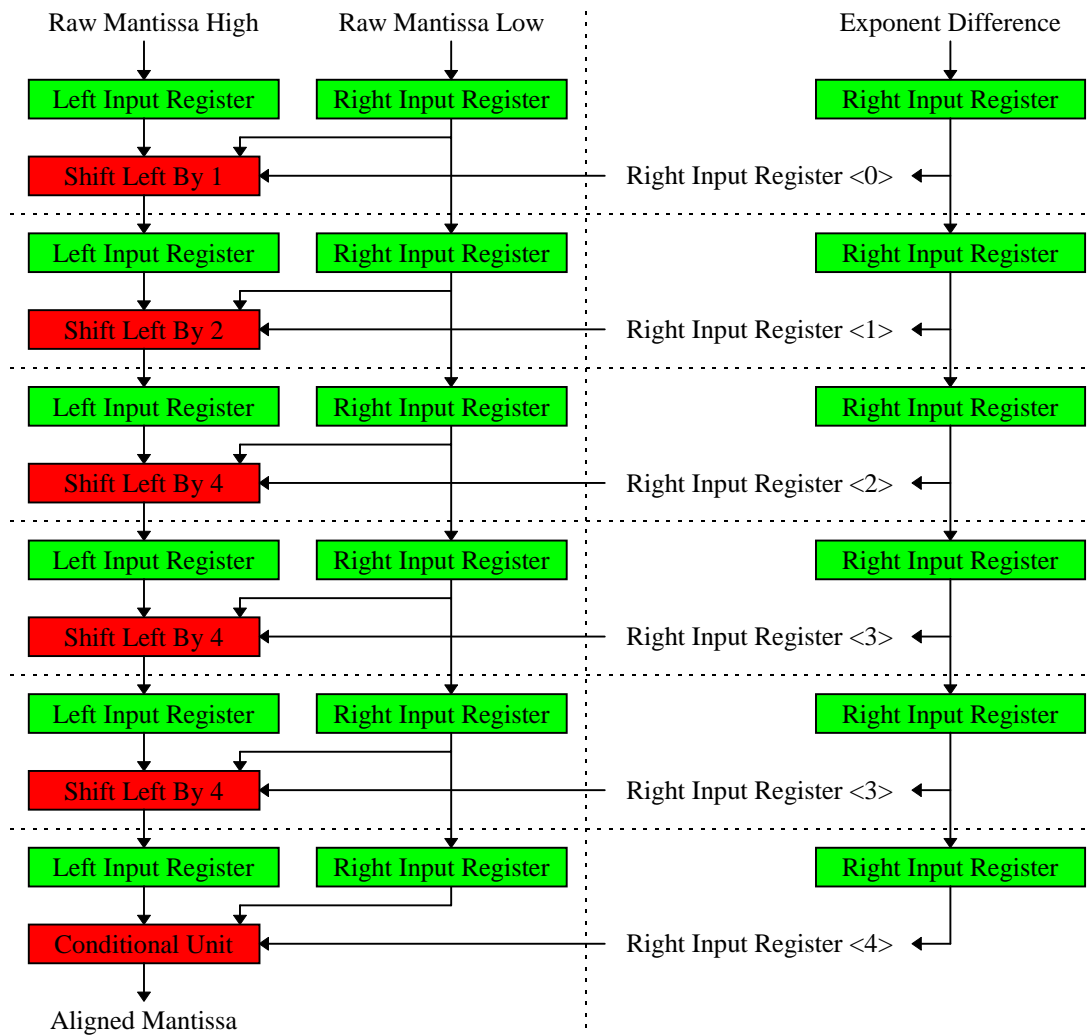 Raw Mantissa High Raw Mantissa Low Exponent Difference
Left Input Register Right Input Register Right Input Register
Shift Left By 1 Right Input Register <0>
Left Input Register Right Input Register Right Input Register
Shift Left By 2 Right Input Register <1>
Left Input Register Right Input Register Right Input Register
Shift Left By 4 Right Input Register <2>
Left Input Register Right Input Register Right Input Register
Shift Left By 4 Right Input Register <3>
Left Input Register Right Input Register Right Input Register
Shift Left By 4 Right Input Register <3>
Left Input Register Right Input Register Right Input Register
Conditional Unit Right Input Register <4>
Aligned Mantissa